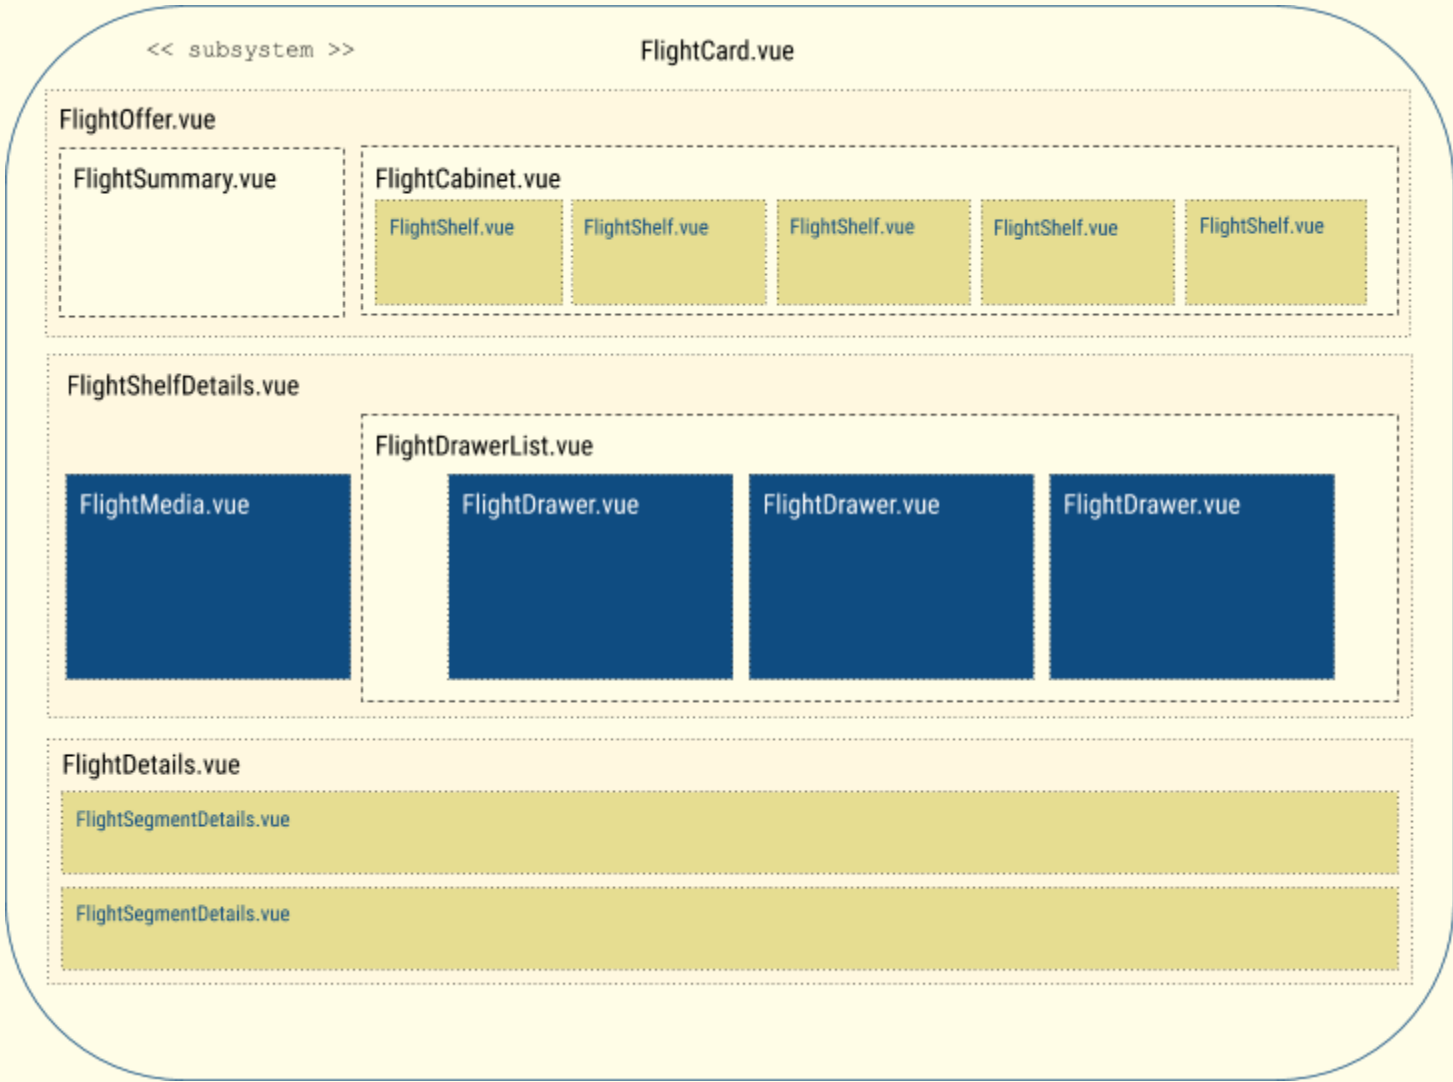 << subsystem >>
FlightCard.vue
FlightOffer.vue
FlightSummary.vue
FlightCabinet.vue
FlightShelf.vue
FlightShelf.vue
FlightShelf.vue
FlightShelf.vue
FlightShelf.vue
FlightShelfDetails.vue
FlightDrawerList.vue
FlightMedia.vue
FlightDrawer.vue
FlightDrawer.vue
FlightDrawer.vue
FlightDetails.vue
FlightSegmentDetails.vue
FlightSegmentDetails.vue